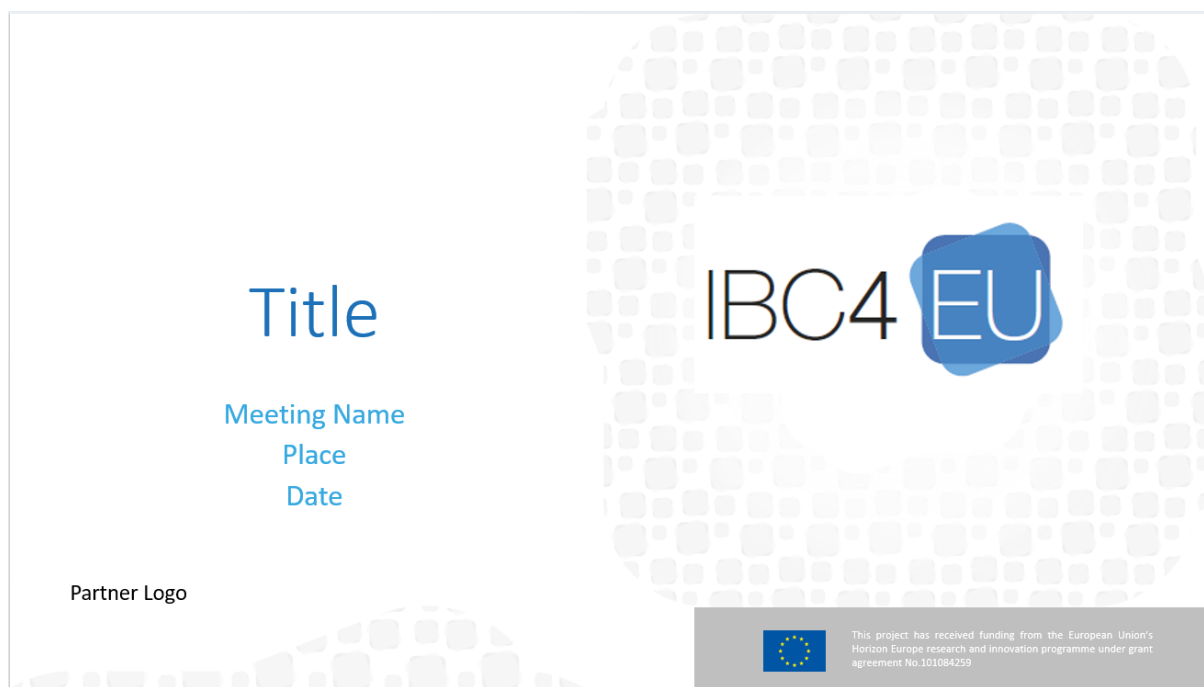 Title
Meeting Name
Place
Date
Partner Logo
IBC4 EU
This project has received funding from the European Union's
Horizon Europe research and innovation programme under grant
agreement No.101084259